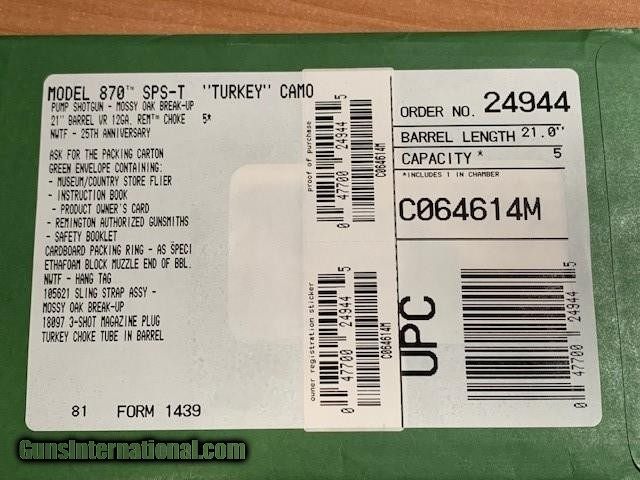 MODEL 870™ SPS-T "TURKEY" CAMO
PUMP SHOTGUN - MOSSY OAK BREAK-UP
21" BARREL VR 12GA. REM™ CHOKE 5*
NWTF - 25TH ANNIVERSARY
ASK FOR THE PACKING CARTON
GREEN ENVELOPE CONTAINING:
- MUSEUM/COUNTRY STORE FLIER
- INSTRUCTION BOOK
- PRODUCT OWNER'S CARD
- REMINGTON AUTHORIZED GUNSMITHS
- SAFETY BOOKLET
CARDBOARD PACKING RING - AS SPECI
ETHAFOAM BLOCK MUZZLE END OF BBL.
NWTF - HANG TAG
105621 SLING STRAP ASSY -
MOSSY OAK BREAK-UP
18097 3-SHOT MAGAZINE PLUG
TURKEY CHOKE TUBE IN BARREL
81 FORM 1439
proof of purchase
0 47700 24944 5
C064614M
owner registration sticker
0 47700 24944 5
C064614M
ORDER NO. 24944
BARREL LENGTH 21.0"
CAPACITY * 5
*INCLUDES 1 IN CHAMBER
C064614M
UPC
0 47700 24944 5
GunsInternational.com